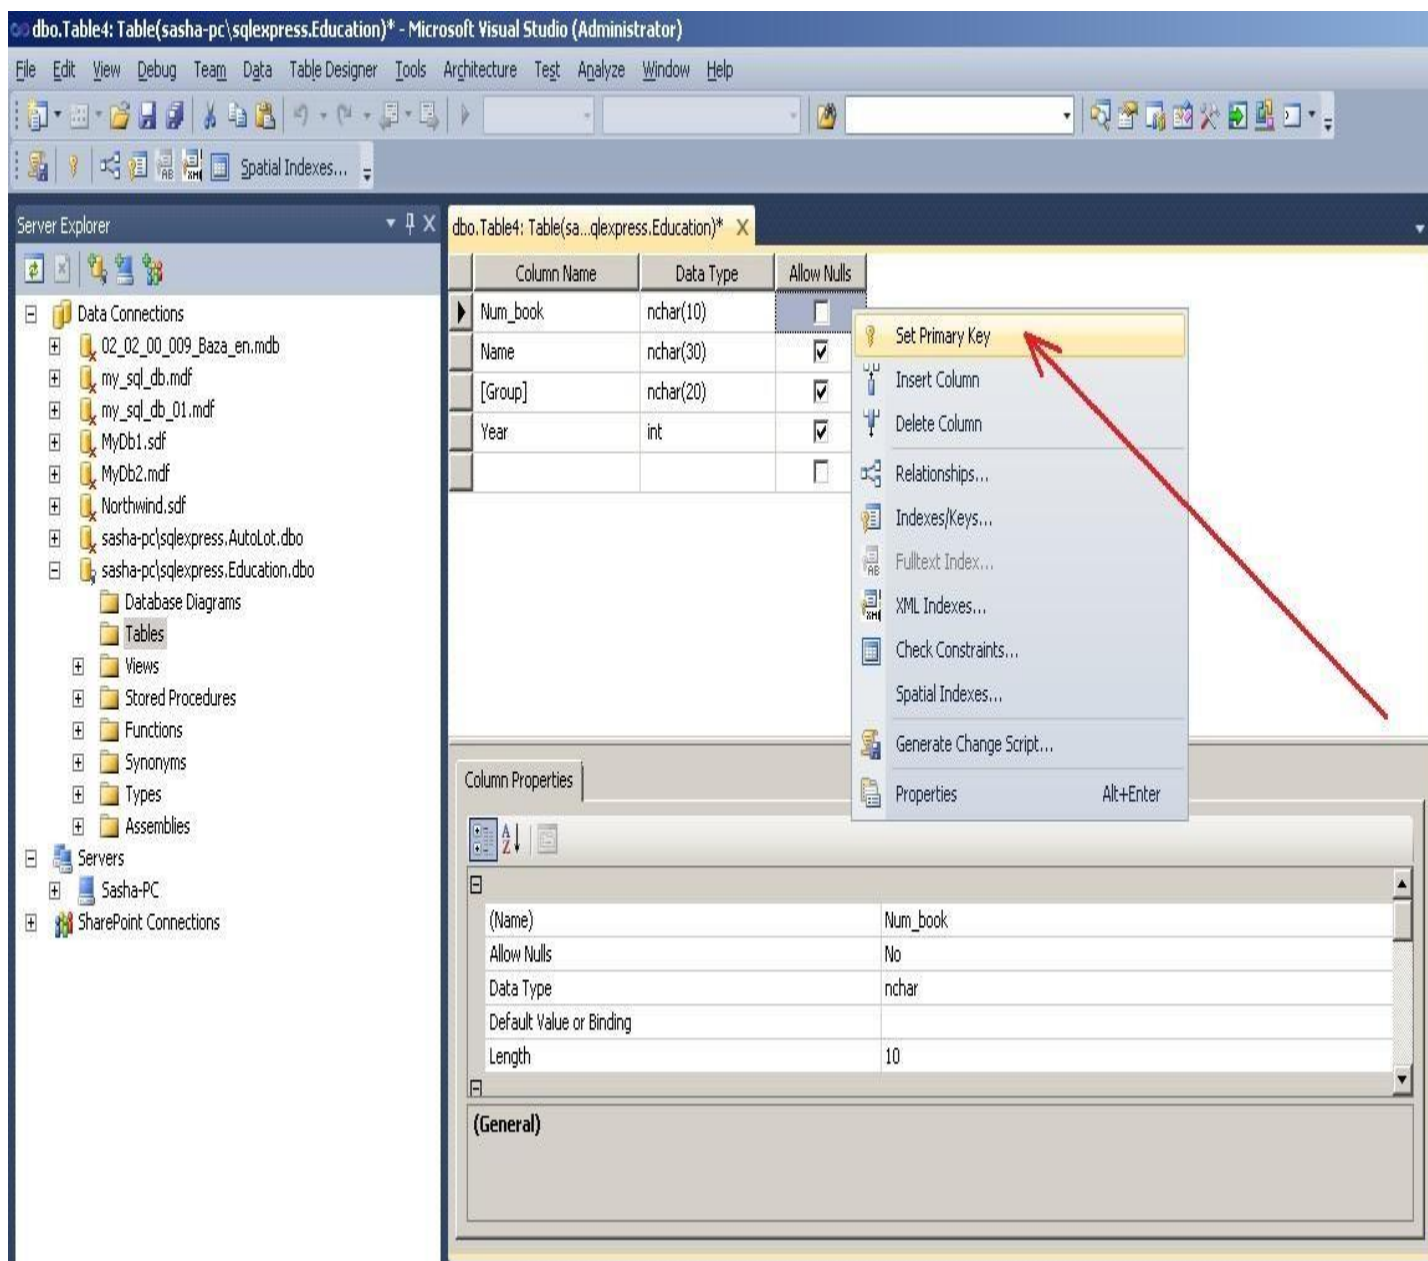 dbo.Table4: Table(sasha-pc\sqlexpress.Education)* - Microsoft Visual Studio (Administrator)
File Edit View Debug Team Data Table Designer Tools Architecture Test Analyze Window Help
Spatial Indexes...
Server Explorer
Data Connections
02_02_00_009_Baza_en.mdb
my_sql_db.mdf
my_sql_db_01.mdf
MyDb1.sdf
MyDb2.mdf
Northwind.sdf
sasha-pc\sqlexpress.AutoLot.dbo
sasha-pc\sqlexpress.Education.dbo
Database Diagrams
Tables
Views
Stored Procedures
Functions
Synonyms
Types
Assemblies
Servers
Sasha-PC
SharePoint Connections
dbo.Table4: Table(sa...qlexpress.Education)* X
Column Name Data Type Allow Nulls
Num_book nchar(10)
Name nchar(30)
[Group] nchar(20)
Year int
Set Primary Key
Insert Column
Delete Column
Relationships...
Indexes/Keys...
Fulltext Index...
XML Indexes...
Check Constraints...
Spatial Indexes...
Generate Change Script...
Properties Alt+Enter
Column Properties
(Name) Num_book
Allow Nulls No
Data Type nchar
Default Value or Binding
Length 10
(General)